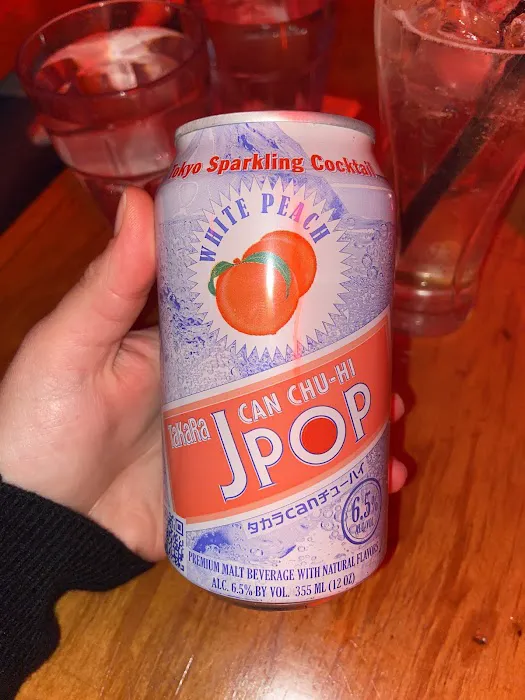 Tokyo Sparkling Cocktail
WHITE PEACH
TaKaRa
CAN CHU-HI
JPOP
タカラcanチューハイ
6.5%
ALC./VOL.
PREMIUM MALT BEVERAGE WITH NATURAL FLAVORS
ALC. 6.5% BY VOL. 355 ML (12 OZ)